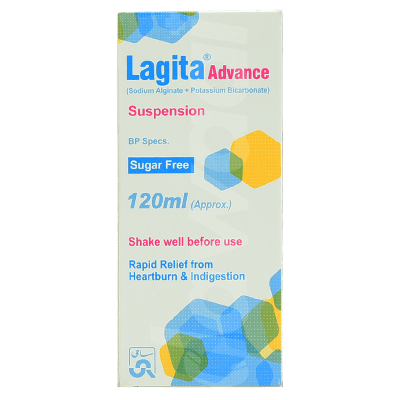 Lagita® Advance
(Sodium Alginate + Potassium Bicarbonate)
Suspension
BP Specs.
Sugar Free
120ml (Approx.)
Shake well before use
Rapid Relief from
Heartburn & Indigestion